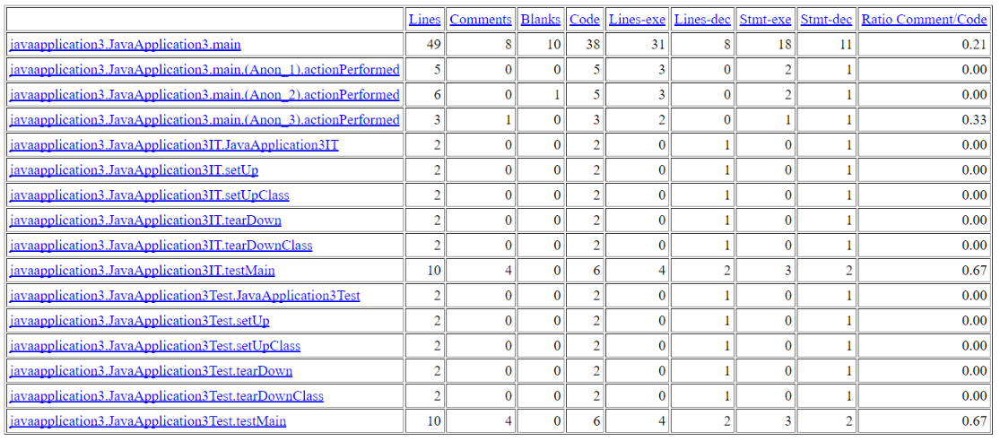 Lines Comments Blanks Code Lines-exe Lines-dec Stmt-exe Stmt-dec Ratio Comment/Code
javaapplication3.JavaApplication3.main 49 8 10 38 31 8 18 11 0.21
javaapplication3.JavaApplication3.main.(Anon_1).actionPerformed 5 0 0 5 3 0 2 1 0.00
javaapplication3.JavaApplication3.main.(Anon_2).actionPerformed 6 0 1 5 3 0 2 1 0.00
javaapplication3.JavaApplication3.main.(Anon_3).actionPerformed 3 1 0 3 2 0 1 1 0.33
javaapplication3.JavaApplication3IT.JavaApplication3IT 2 0 0 2 0 1 0 1 0.00
javaapplication3.JavaApplication3IT.setUp 2 0 0 2 0 1 0 1 0.00
javaapplication3.JavaApplication3IT.setUpClass 2 0 0 2 0 1 0 1 0.00
javaapplication3.JavaApplication3IT.tearDown 2 0 0 2 0 1 0 1 0.00
javaapplication3.JavaApplication3IT.tearDownClass 2 0 0 2 0 1 0 1 0.00
javaapplication3.JavaApplication3IT.testMain 10 4 0 6 4 2 3 2 0.67
javaapplication3.JavaApplication3Test.JavaApplication3Test 2 0 0 2 0 1 0 1 0.00
javaapplication3.JavaApplication3Test.setUp 2 0 0 2 0 1 0 1 0.00
javaapplication3.JavaApplication3Test.setUpClass 2 0 0 2 0 1 0 1 0.00
javaapplication3.JavaApplication3Test.tearDown 2 0 0 2 0 1 0 1 0.00
javaapplication3.JavaApplication3Test.tearDownClass 2 0 0 2 0 1 0 1 0.00
javaapplication3.JavaApplication3Test.testMain 10 4 0 6 4 2 3 2 0.67